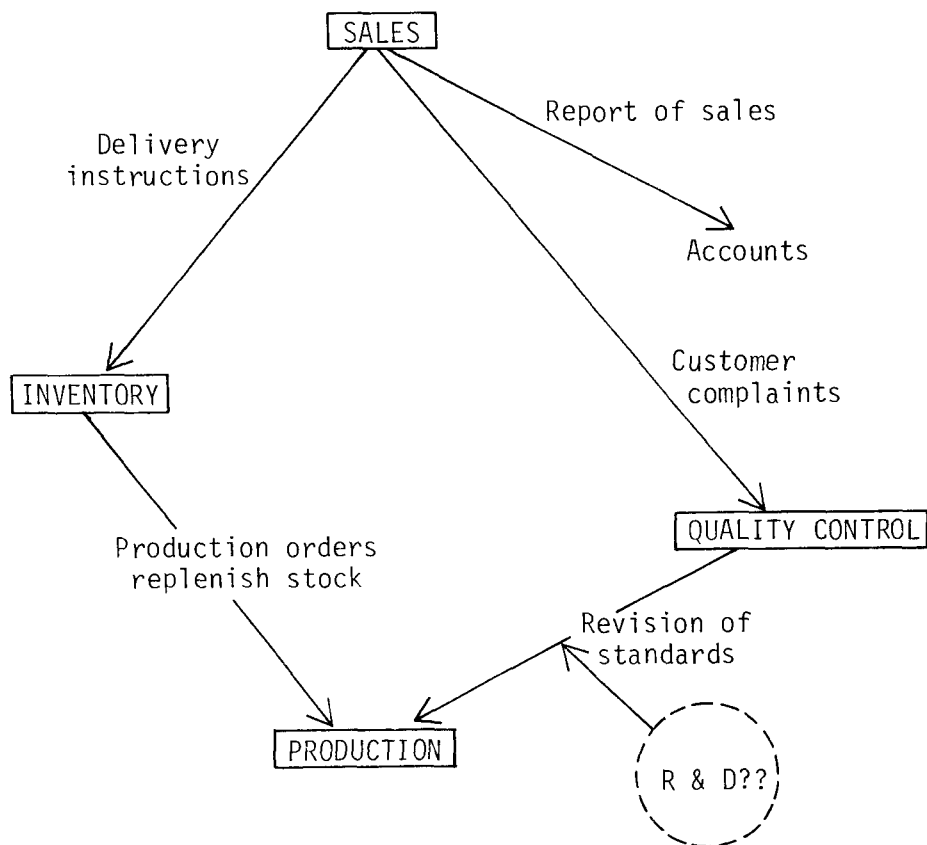 SALES
Report of sales
Delivery
instructions
Accounts
Customer
complaints
INVENTORY
QUALITY CONTROL
Production orders
replenish stock
Revision of
standards
PRODUCTION
R & D??